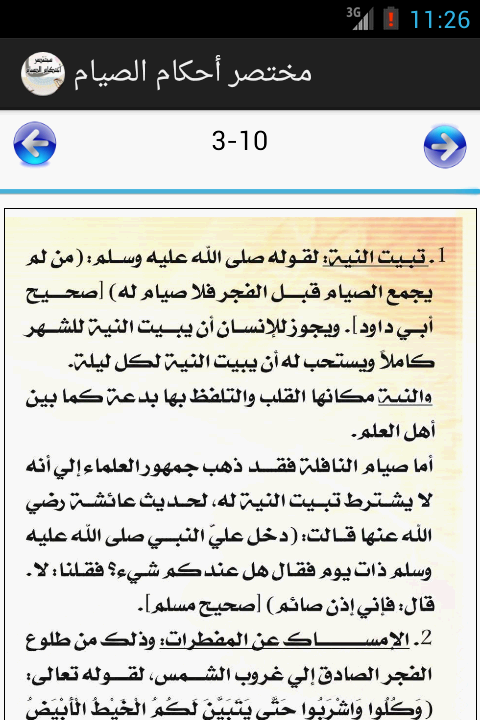 3G 11:26
مختصر أحكام الصيام
3-10
1. تبيت النية: لقوله صلى الله عليه وسلم: (من لم
يجمع الصيام قبل الفجر فلا صيام له) [صحيح
أبي داود]. ويجوز للإنسان أن يبيت النية للشهر
كاملاً ويستحب له أن يبيت النية لكل ليلة.
والنية مكانها القلب والتلفظ بها بدعة كما بين
أهل العلم.
أما صيام النافلة فقد ذهب جمهور العلماء إلي أنه
لا يشترط تبيت النية له، لحديث عائشة رضي
الله عنها قالت: (دخل عليّ النبي صلى الله عليه
وسلم ذات يوم فقال هل عندكم شيء؟ فقلنا: لا.
قال: فإني إذن صائم) [صحيح مسلم].
2. الإمساك عن المفطرات: وذلك من طلوع
الفجر الصادق إلي غروب الشمس، لقوله تعالى:
(وَكُلُوا وَاشْرَبُوا حَتَّى يَتَبَيَّنَ لَكُمُ الْخَيْطُ الْأَبْيَضُ